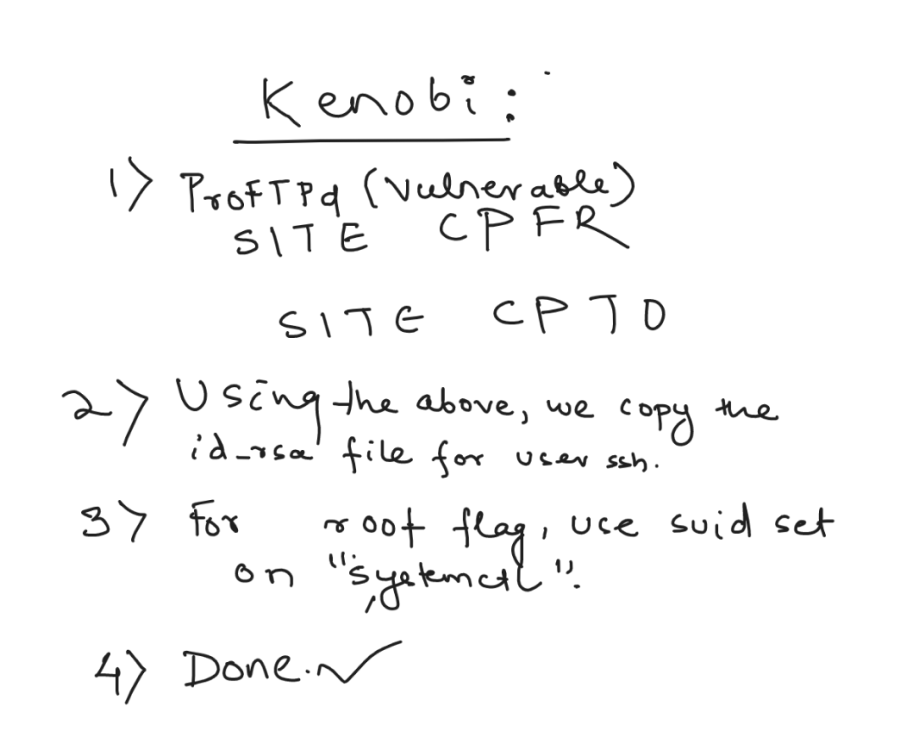 Kenobi:
1) ProFTPd (Vulnerable)
SITE CPFR
SITE CPTO
2) Using the above, we copy the
id_rsa file for user ssh.
3) For root flag, use suid set
on "systemctl".
4) Done.✓